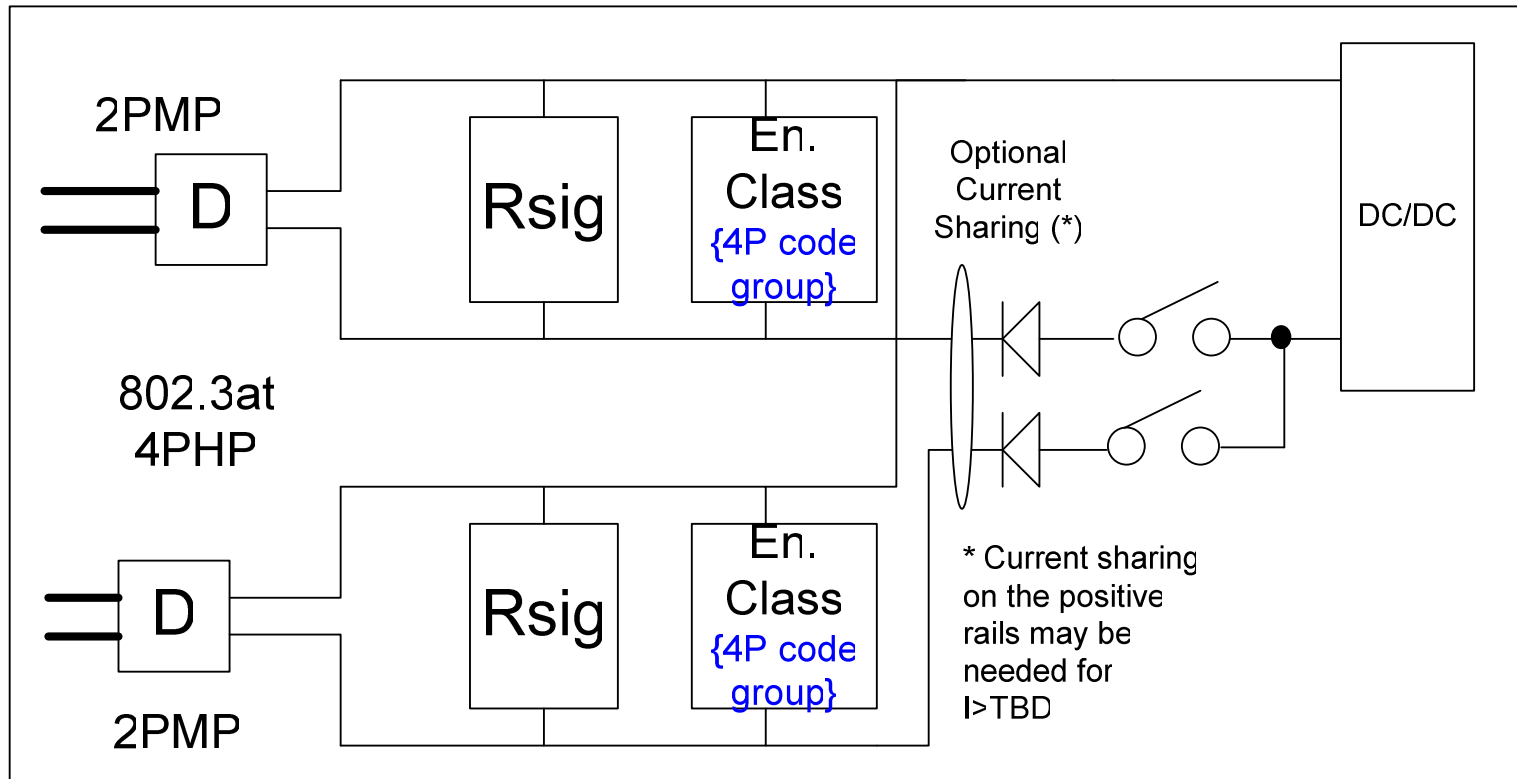 2PMP
D
Rsig
En.
Class
{4P code
group}
Optional
Current
Sharing (*)
DC/DC
802.3at
4PHP
D
2PMP
Rsig
En.
Class
{4P code
group}
* Current sharing
on the positive
rails may be
needed for
I>TBD